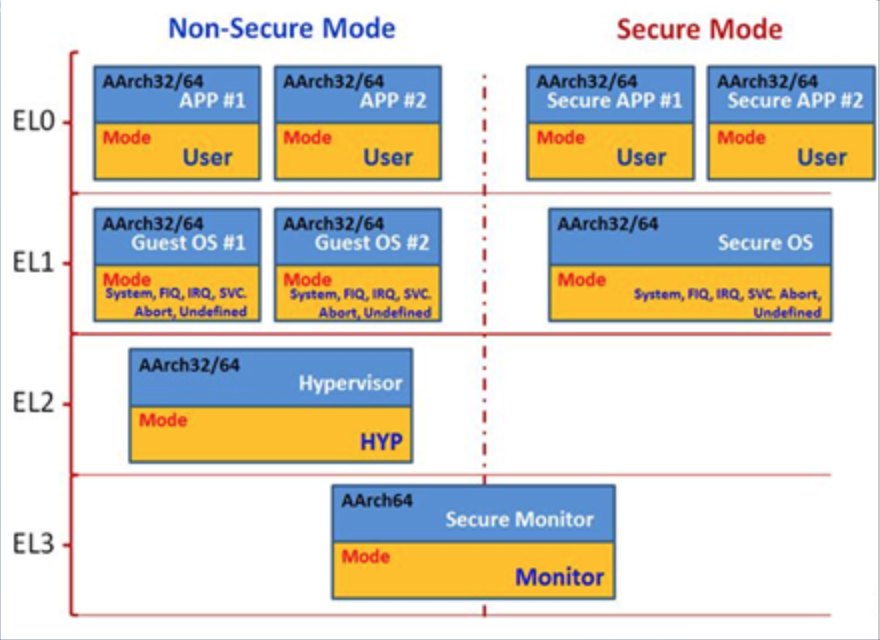 Non-Secure Mode
Secure Mode
EL0
AArch32/64
APP #1
Mode
User
AArch32/64
APP #2
Mode
User
AArch32/64
Secure APP #1
Mode
User
AArch32/64
Secure APP #2
Mode
User
EL1
AArch32/64
Guest OS #1
Mode
System, FIQ, IRQ, SVC.
Abort, Undefined
AArch32/64
Guest OS #2
Mode
System, FIQ, IRQ, SVC.
Abort, Undefined
AArch32/64
Secure OS
Mode
System, FIQ, IRQ, SVC. Abort,
Undefined
EL2
AArch32/64
Hypervisor
Mode
HYP
EL3
AArch64
Secure Monitor
Mode
Monitor